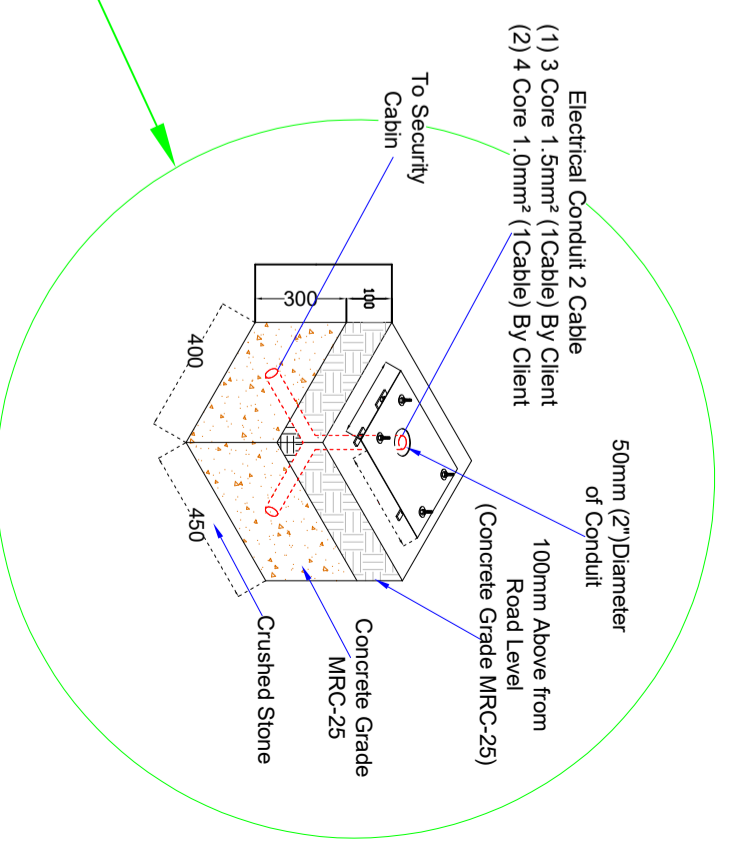 Electrical Conduit 2 Cable
(1) 3 Core 1.5mm² (1Cable) By Client
(2) 4 Core 1.0mm² (1Cable) By Client
To Security
Cabin
50mm (2")Diameter
of Conduit
100mm Above from
Road Level
(Concrete Grade MRC-25)
Concrete Grade
MRC-25
Crushed Stone
300
100
400
450